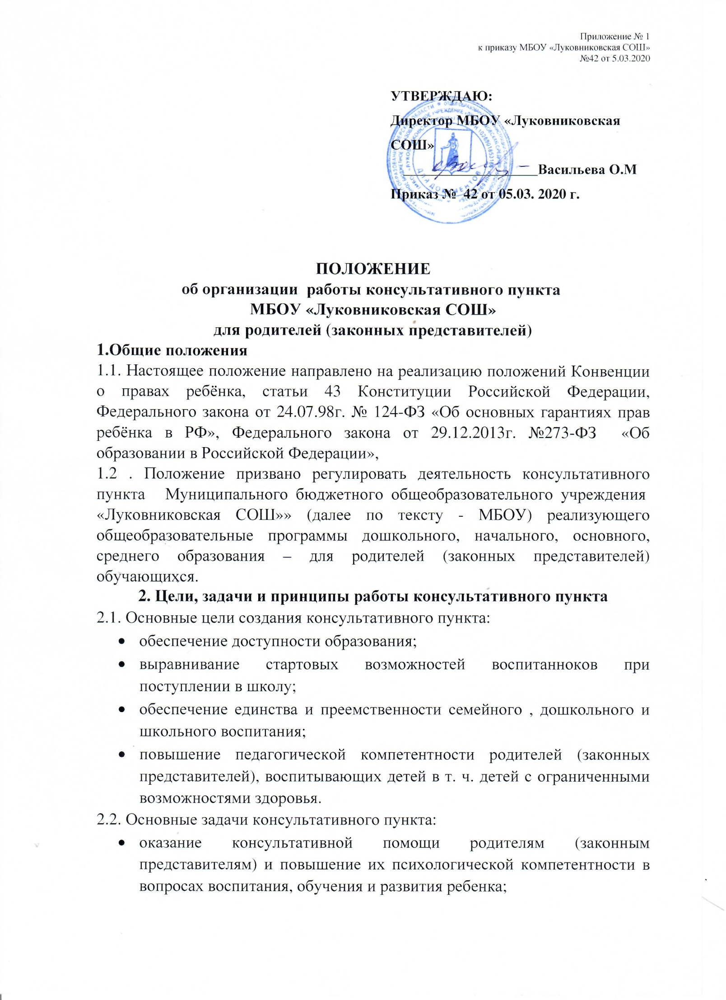 Приложение № 1
к приказу МБОУ «Луковниковская СОШ»
№42 от 5.03.2020
УТВЕРЖДАЮ:
Директор МБОУ «Луковниковская
СОШ»
Васильева О.М
Приказ № 42 от 05.03. 2020 г.
ДЛЯ ДОКУМЕНТОВ
ПОЛОЖЕНИЕ
об организации работы консультативного пункта
МБОУ «Луковниковская СОШ»
для родителей (законных представителей)
1.Общие положения
1.1. Настоящее положение направлено на реализацию положений Конвенции
о правах ребёнка, статьи 43 Конституции Российской Федерации,
Федерального закона от 24.07.98г. № 124-ФЗ «Об основных гарантиях прав
ребёнка в РФ», Федерального закона от 29.12.2013г. №273-ФЗ «Об
образовании в Российской Федерации»,
1.2 . Положение призвано регулировать деятельность консультативного
пункта Муниципального бюджетного общеобразовательного учреждения
«Луковниковская СОШ»» (далее по тексту - МБОУ) реализующего
общеобразовательные программы дошкольного, начального, основного,
среднего образования – для родителей (законных представителей)
обучающихся.
2. Цели, задачи и принципы работы консультативного пункта
2.1. Основные цели создания консультативного пункта:
• обеспечение доступности образования;
• выравнивание стартовых возможностей воспитанноков при
поступлении в школу;
• обеспечение единства и преемственности семейного , дошкольного и
школьного воспитания;
• повышение педагогической компетентности родителей (законных
представителей), воспитывающих детей в т. ч. детей с ограниченными
возможностями здоровья.
2.2. Основные задачи консультативного пункта:
• оказание консультативной помощи родителям (законным
представителям) и повышение их психологической компетентности в
вопросах воспитания, обучения и развития ребенка;